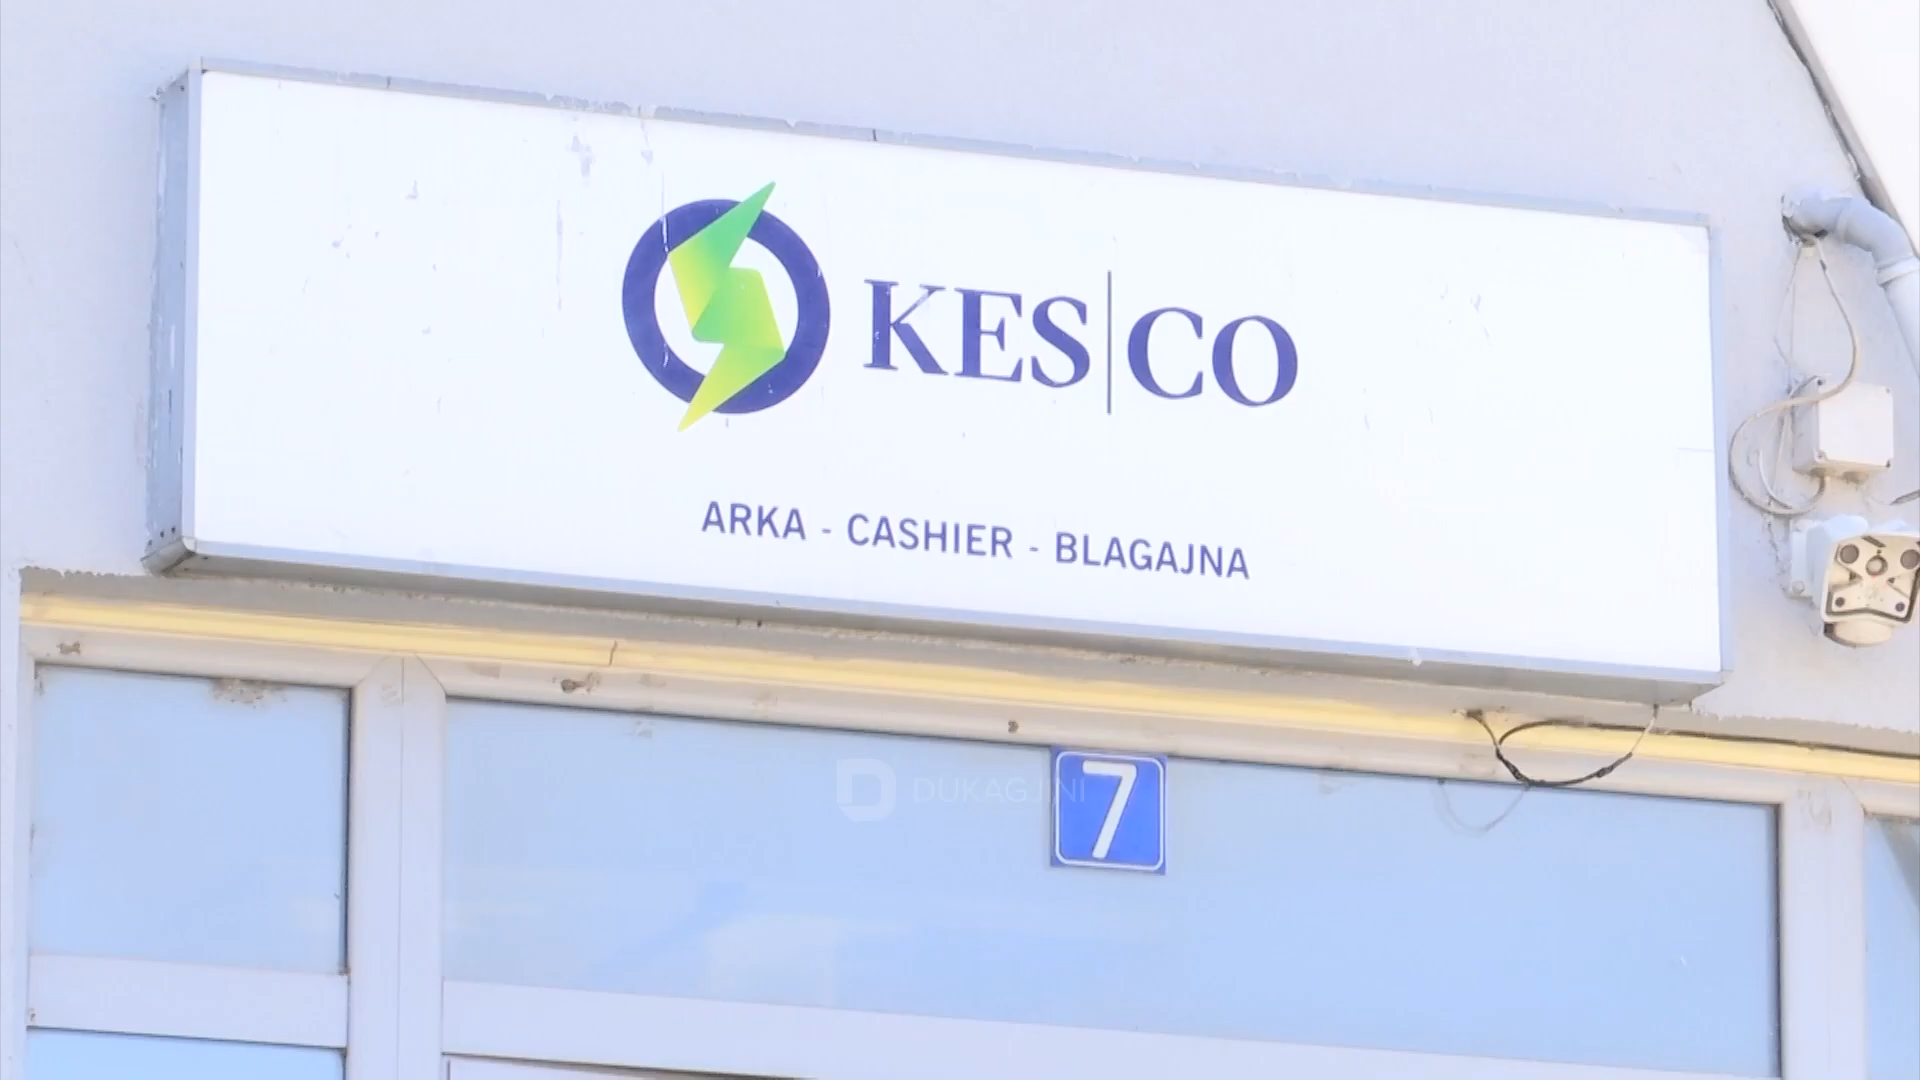 KES|CO
ARKA - CASHIER - BLAGAJNA
7
DUKAGJINI